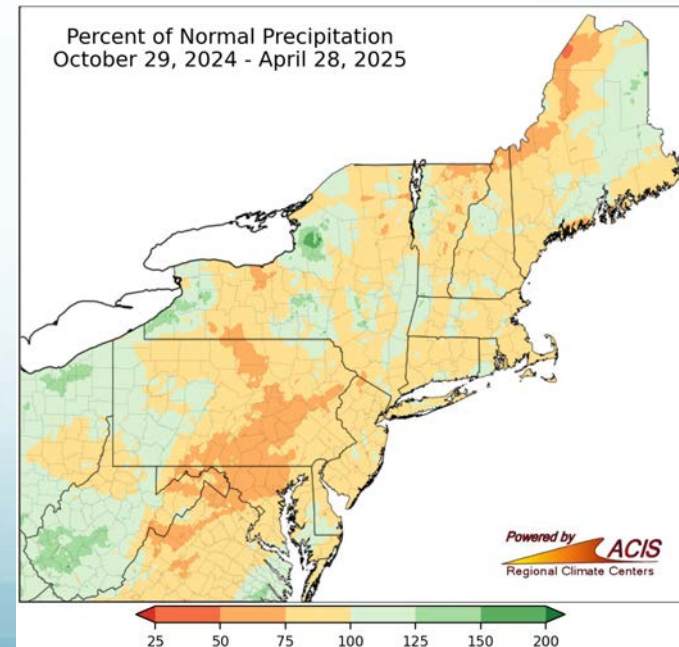 Percent of Normal Precipitation
October 29, 2024 - April 28, 2025
Powered by
ACIS
Regional Climate Centers
25 50 75 100 125 150 200